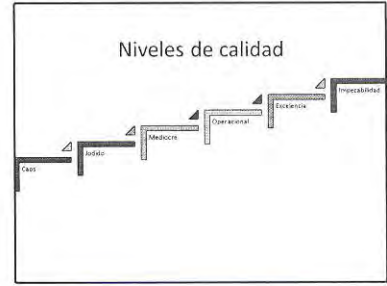 Niveles de calidad
Caos
Jodido
Mediocre
Operacional
Excelencia
Impecabilidad